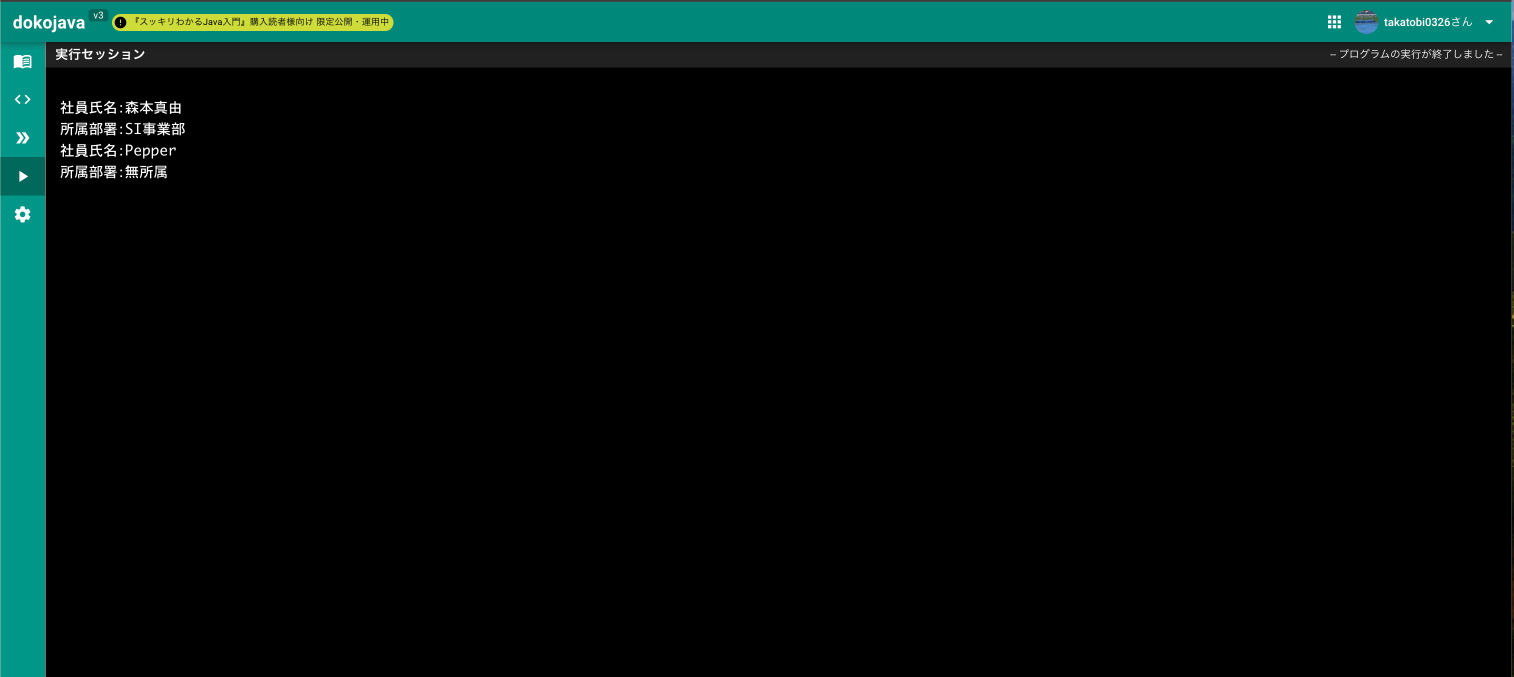 dokojava v3
『スッキリわかるJava入門』購入読者様向け 限定公開・運用中
takatobi0326さん
実行セッション
-- プログラムの実行が終了しました --
社員氏名:森本真由
所属部署:SI事業部
社員氏名:Pepper
所属部署:無所属